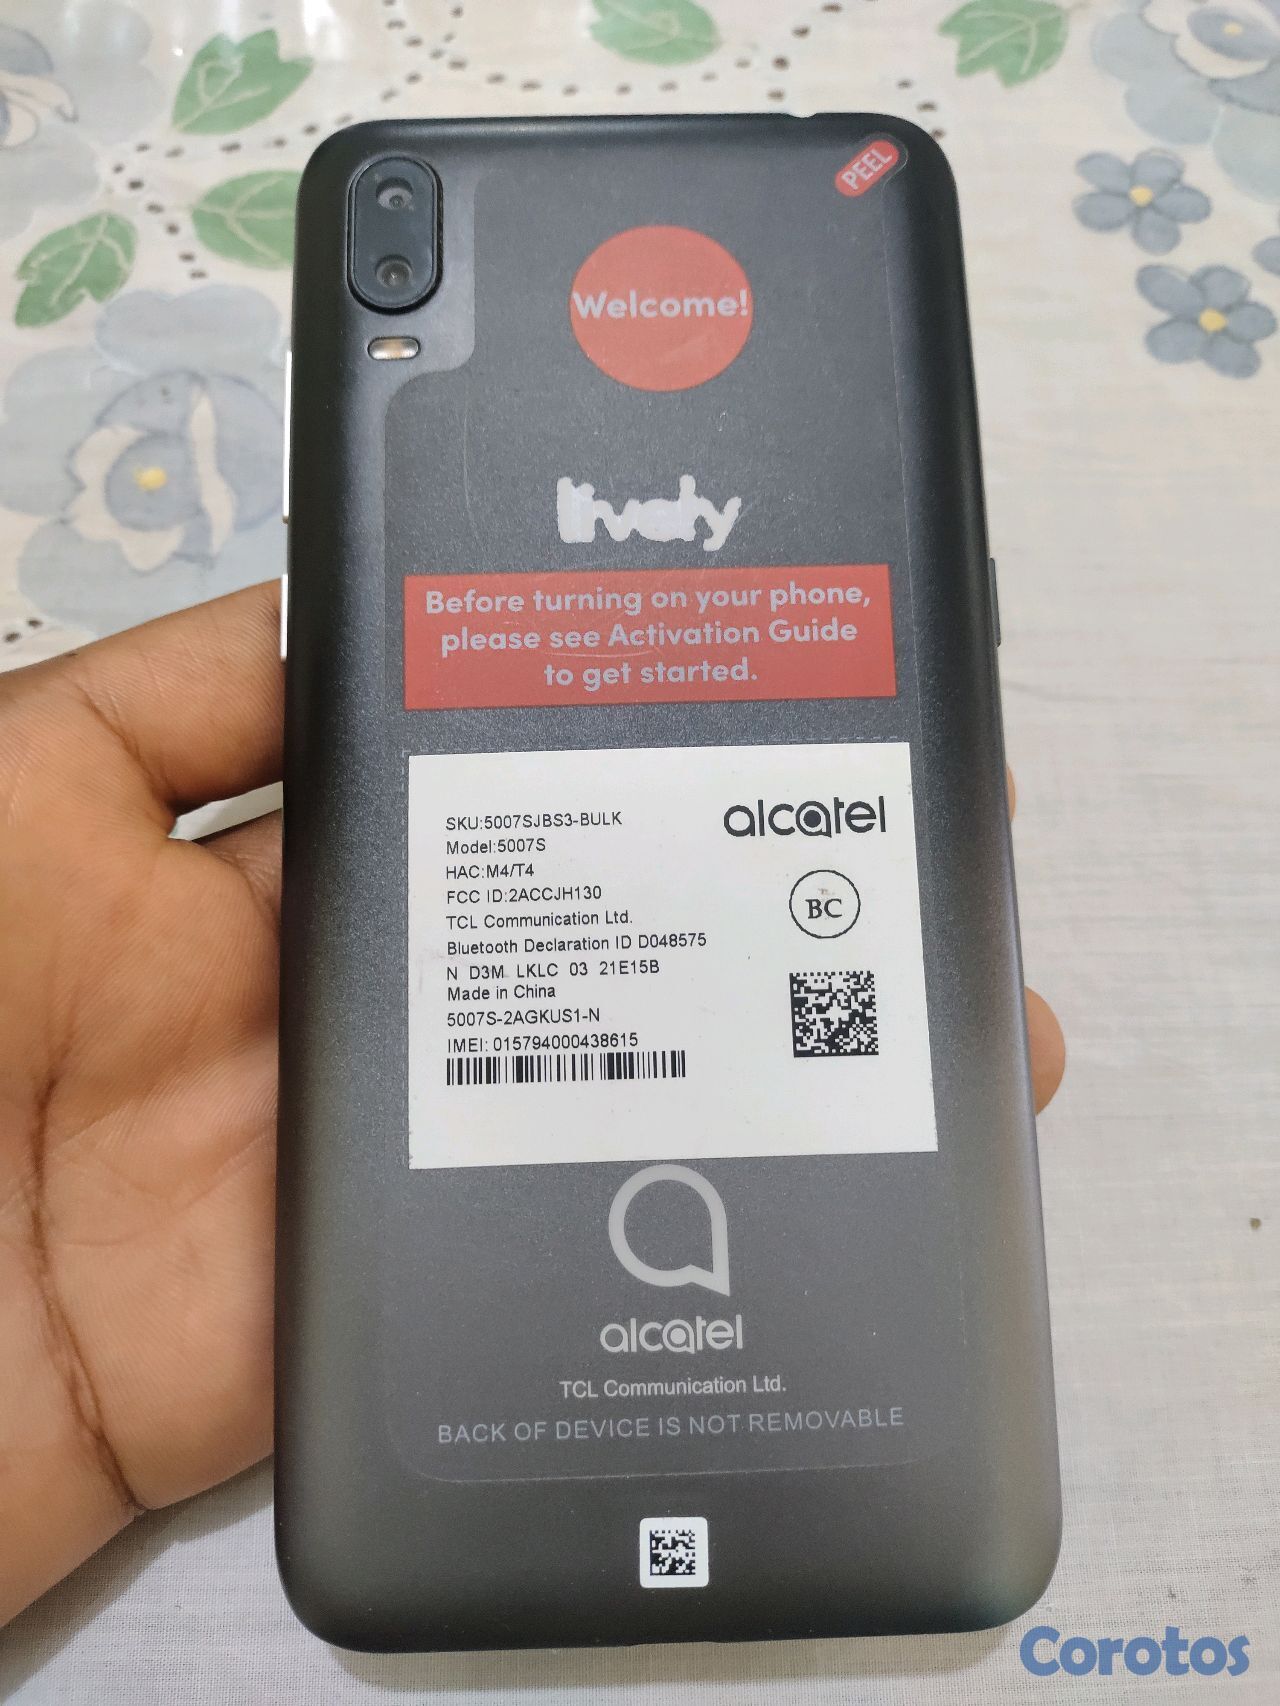 PEEL
Welcome!
lively
Before turning on your phone,
please see Activation Guide
to get started.
SKU:5007SJBS3-BULK
Model:5007S
HAC:M4/T4
FCC ID:2ACCJH130
TCL Communication Ltd.
Bluetooth Declaration ID D048575
N D3M LKLC 03 21E15B
Made in China
5007S-2AGKUS1-N
IMEI: 015794000438615
alcatel
BC
alcatel
TCL Communication Ltd.
BACK OF DEVICE IS NOT REMOVABLE
Corotos